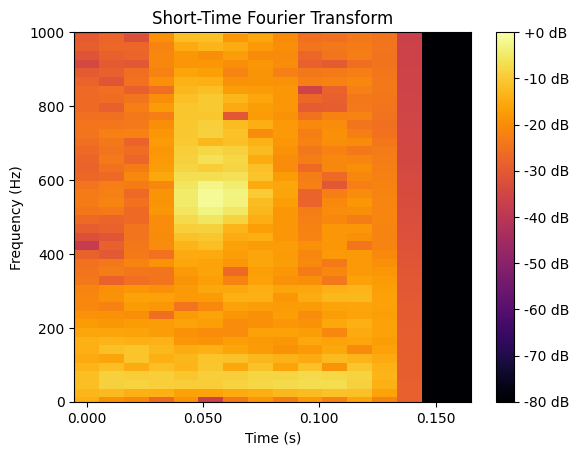 Short-Time Fourier Transform
1000
800
600
400
200
0
Frequency (Hz)
0.000
0.050
0.100
0.150
Time (s)
+0 dB
-10 dB
-20 dB
-30 dB
-40 dB
-50 dB
-60 dB
-70 dB
-80 dB